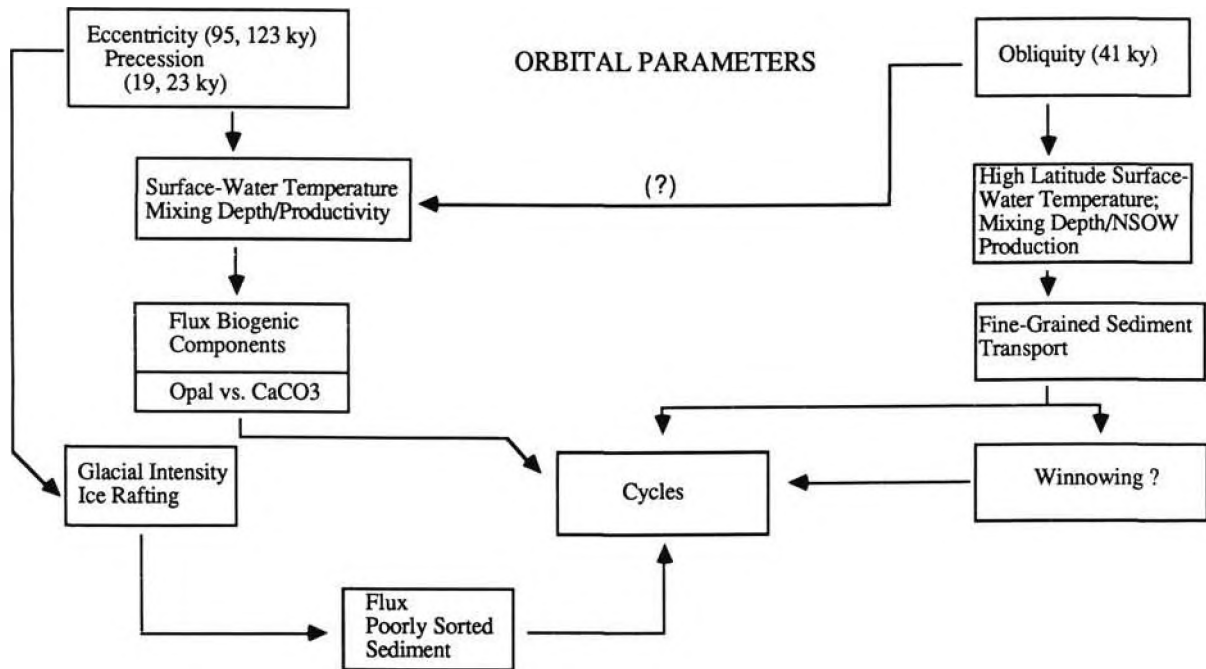 Eccentricity (95, 123 ky)
Precession
(19, 23 ky)
ORBITAL PARAMETERS
Obliquity (41 ky)
Surface-Water Temperature
Mixing Depth/Productivity
(?)
High Latitude Surface-
Water Temperature;
Mixing Depth/NSOW
Production
Flux Biogenic
Components
Opal vs. CaCO3
Fine-Grained Sediment
Transport
Glacial Intensity
Ice Rafting
Cycles
Winnowing ?
Flux
Poorly Sorted
Sediment